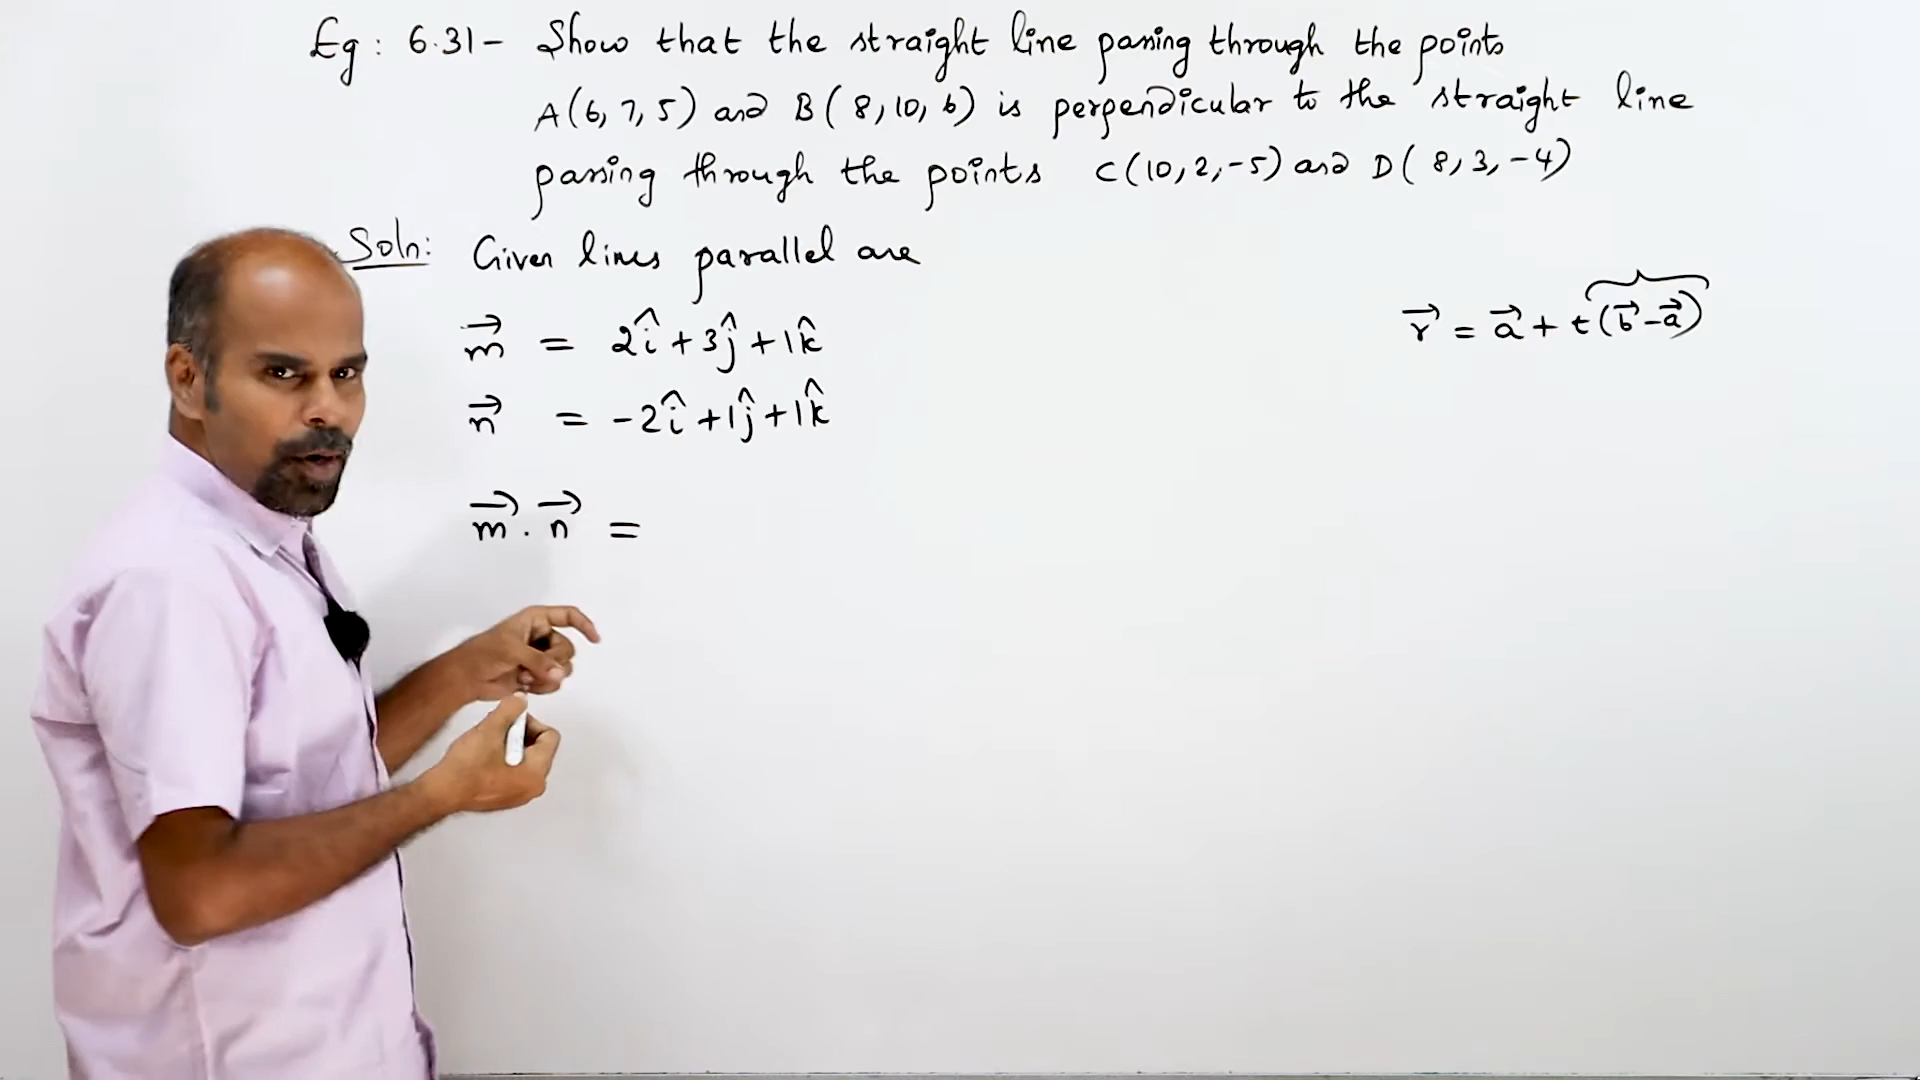 Eg : 6.31 - Show that the straight line passing through the points
A(6, 7, 5) and B(8, 10, 6) is perpendicular to the straight line
passing through the points C(10, 2, -5) and D(8, 3, -4)
Soln: Given lines parallel are
m⃗ = 2î + 3ĵ + 1k̂
r⃗ = a⃗ + t(b⃗ - a⃗)
n⃗ = -2î + 1ĵ + 1k̂
m⃗ . n⃗ =